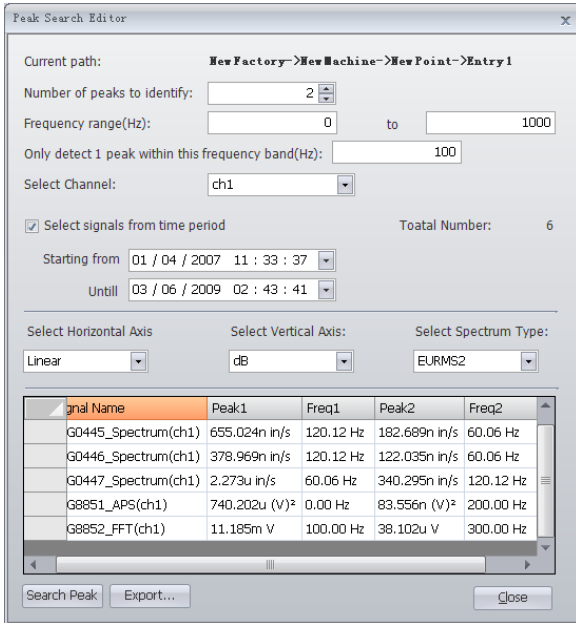 Peak Search Editor
x
Current path: NewFactory->NewMachine->NewPoint->Entry1
Number of peaks to identify: 2
Frequency range(Hz): 0 to 1000
Only detect 1 peak within this frequency band(Hz): 100
Select Channel: ch1
Select signals from time period Toatal Number: 6
Starting from 01 / 04 / 2007 11 : 33 : 37
Untill 03 / 06 / 2009 02 : 43 : 41
Select Horizontal Axis Select Vertical Axis: Select Spectrum Type:
Linear dB EURMS2
gnal Name Peak1 Freq1 Peak2 Freq2
G0445_Spectrum(ch1) 655.024n in/s 120.12 Hz 182.689n in/s 60.06 Hz
G0446_Spectrum(ch1) 378.969n in/s 120.12 Hz 122.035n in/s 60.06 Hz
G0447_Spectrum(ch1) 2.273u in/s 60.06 Hz 340.295n in/s 120.12 Hz
G8851_APS(ch1) 740.202u (V)² 0.00 Hz 83.556n (V)² 200.00 Hz
G8852_FFT(ch1) 11.185m V 100.00 Hz 38.102u V 300.00 Hz
Search Peak Export... Close